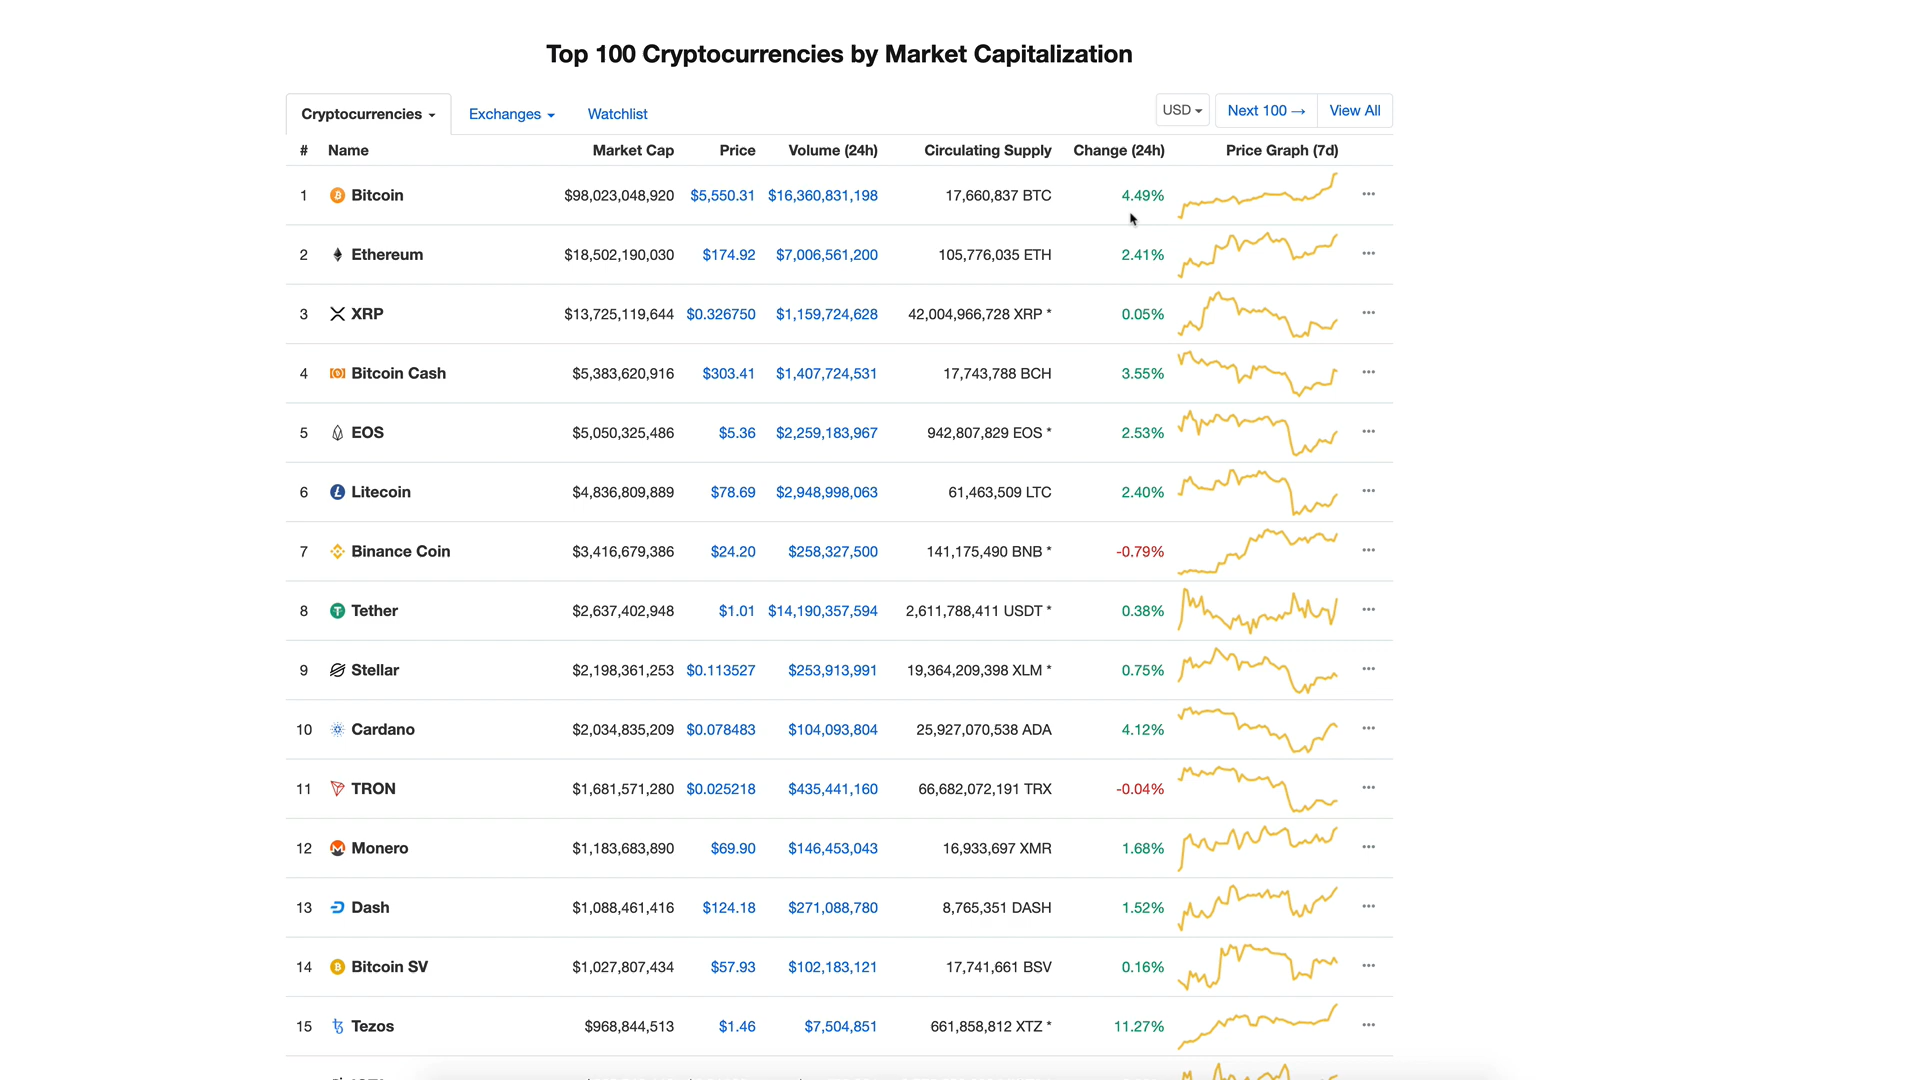 Top 100 Cryptocurrencies by Market Capitalization
Cryptocurrencies Exchanges Watchlist USD Next 100 → View All
# Name Market Cap Price Volume (24h) Circulating Supply Change (24h) Price Graph (7d)
1 Bitcoin $98,023,048,920 $5,550.31 $16,360,831,198 17,660,837 BTC 4.49%
2 Ethereum $18,502,190,030 $174.92 $7,006,561,200 105,776,035 ETH 2.41%
3 XRP $13,725,119,644 $0.326750 $1,159,724,628 42,004,966,728 XRP * 0.05%
4 Bitcoin Cash $5,383,620,916 $303.41 $1,407,724,531 17,743,788 BCH 3.55%
5 EOS $5,050,325,486 $5.36 $2,259,183,967 942,807,829 EOS * 2.53%
6 Litecoin $4,836,809,889 $78.69 $2,948,998,063 61,463,509 LTC 2.40%
7 Binance Coin $3,416,679,386 $24.20 $258,327,500 141,175,490 BNB * -0.79%
8 Tether $2,637,402,948 $1.01 $14,190,357,594 2,611,788,411 USDT * 0.38%
9 Stellar $2,198,361,253 $0.113527 $253,913,991 19,364,209,398 XLM * 0.75%
10 Cardano $2,034,835,209 $0.078483 $104,093,804 25,927,070,538 ADA 4.12%
11 TRON $1,681,571,280 $0.025218 $435,441,160 66,682,072,191 TRX -0.04%
12 Monero $1,183,683,890 $69.90 $146,453,043 16,933,697 XMR 1.68%
13 Dash $1,088,461,416 $124.18 $271,088,780 8,765,351 DASH 1.52%
14 Bitcoin SV $1,027,807,434 $57.93 $102,183,121 17,741,661 BSV 0.16%
15 Tezos $968,844,513 $1.46 $7,504,851 661,858,812 XTZ * 11.27%